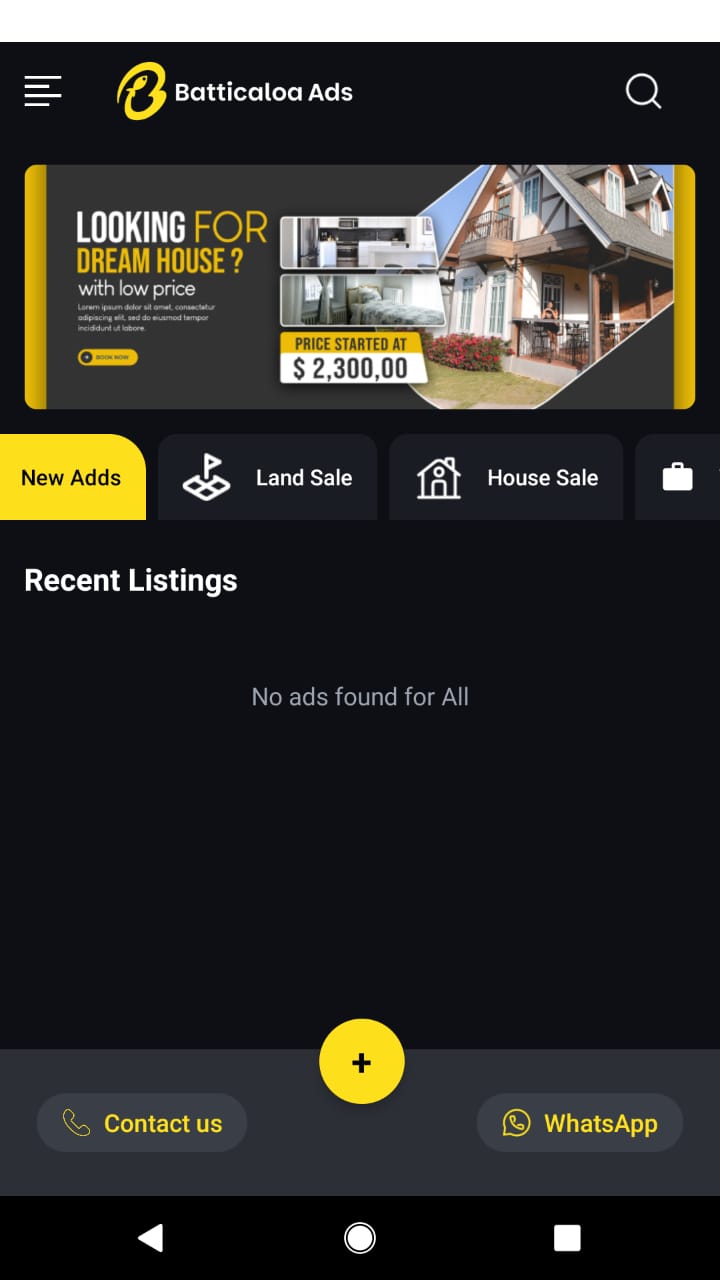 Batticaloa Ads
LOOKING FOR
DREAM HOUSE ?
with low price
Lorem ipsum dolor sit amet, consectetur
adipiscing elit, sed do eiusmod tempor
incididunt ut labore.
BOOK NOW
PRICE STARTED AT
$ 2,300,00
New Adds
Land Sale
House Sale
Recent Listings
No ads found for All
+
Contact us
WhatsApp